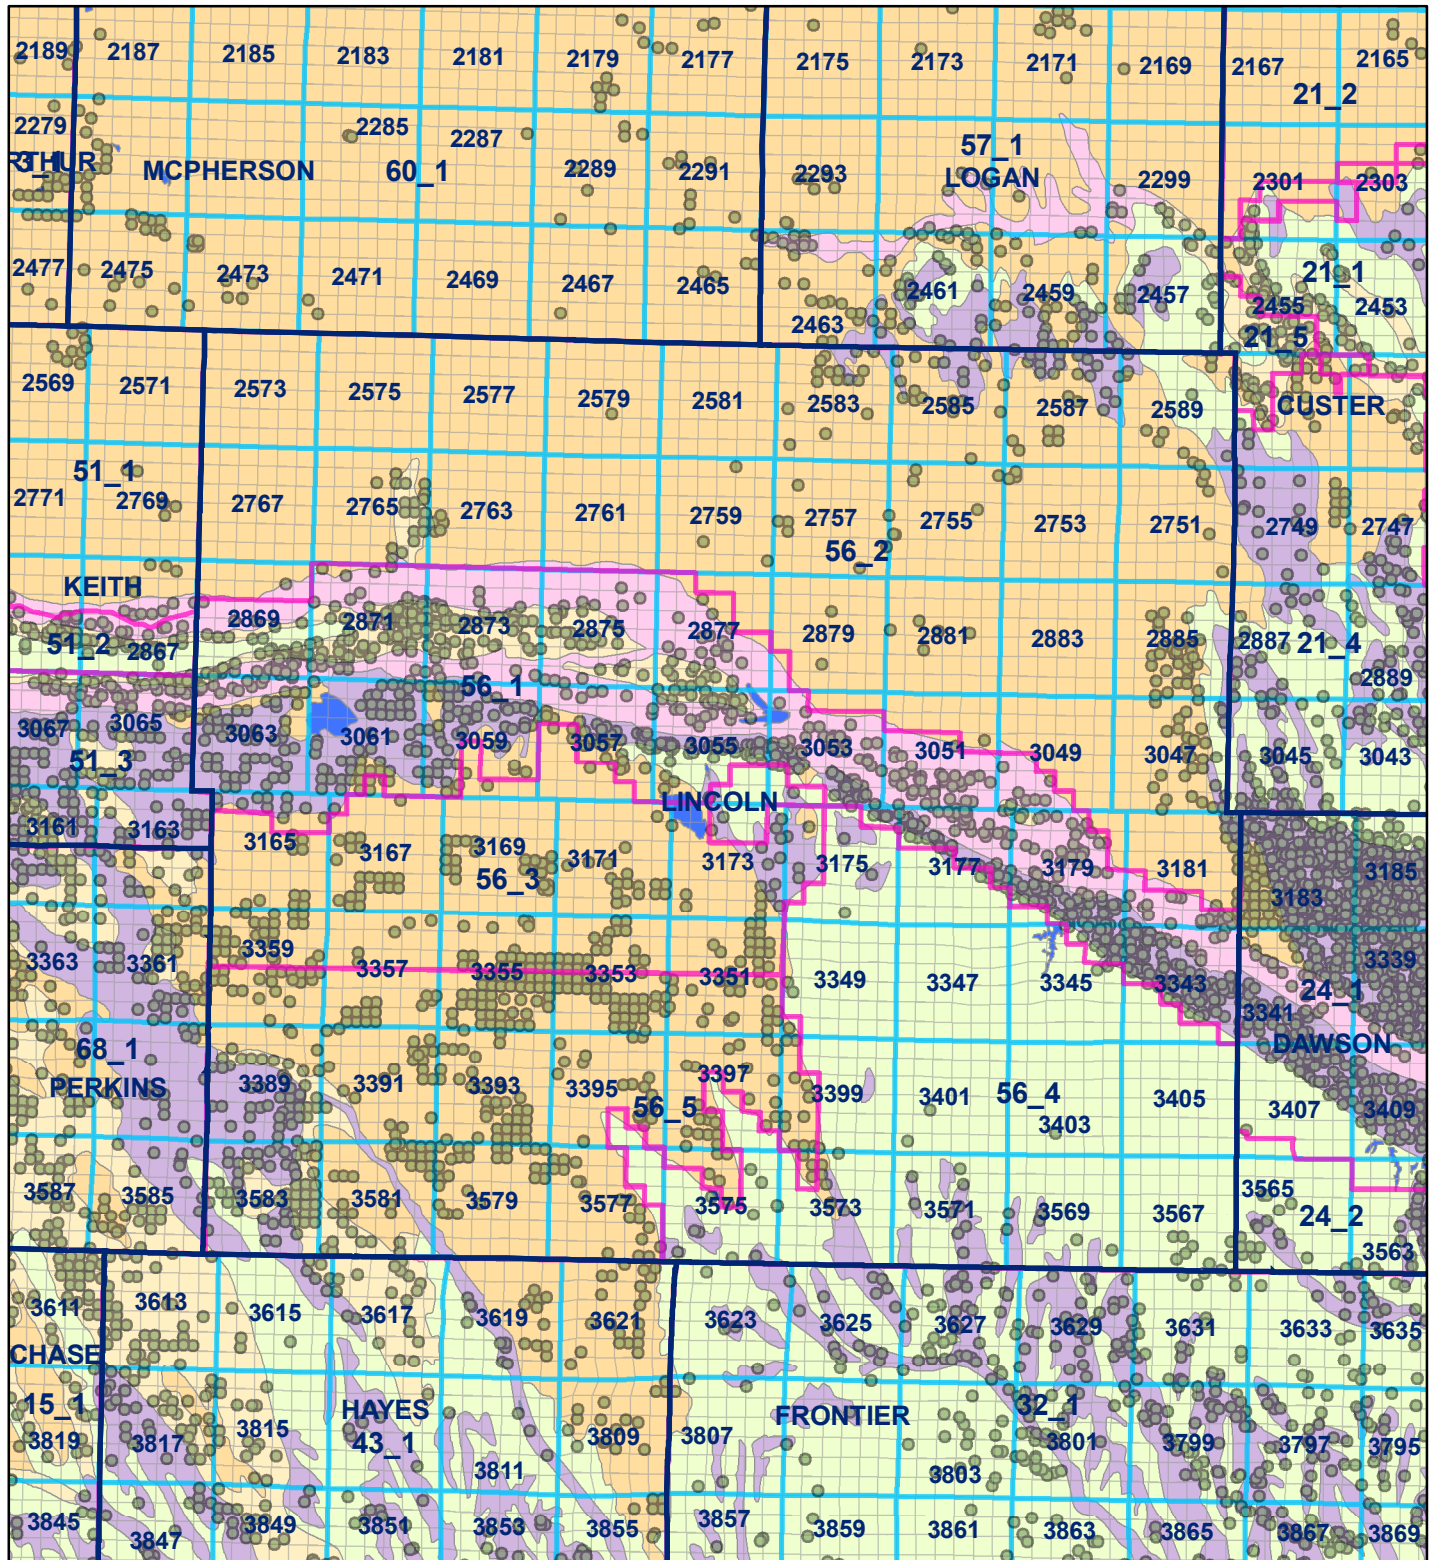 2189 2187 2185 2183 2181 2179 2177 2175 2173 2171 2169 2167 2165
21_2
2279 2285 2287 57_1
RTHUR 3_1 MCPHERSON 60_1 2289 2291 2293 LOGAN 2299 2301 2303
2477 2475 2473 2471 2469 2467 2465 2463 2461 2459 2457 21_1 2455 2453
21_5
2569 2571 2573 2575 2577 2579 2581 2583 2585 2587 2589 CUSTER
51_1
2771 2769 2767 2765 2763 2761 2759 2757 2755 2753 2751 2749 2747
56_2
KEITH
51_2 2867 2869 2871 2873 2875 2877 2879 2881 2883 2885 2887 21_4
2889
56_1
3067 3065 3063 3061 3059 3057 3055 3053 3051 3049 3047 3045 3043
51_3
LINCOLN
3161 3163 3165 3167 3169 3171 3173 3175 3177 3179 3181 3183 3185
56_3
3363 3361 3359 3357 3355 3353 3351 3349 3347 3345 3343 3341 3339
24_1
68_1 DAWSON
PERKINS 3389 3391 3393 3395 3397 3399 3401 56_4 3403 3405 3407 3409
56_5
3587 3585 3583 3581 3579 3577 3575 3573 3571 3569 3567 3565 3563
24_2
3611 3613 3615 3617 3619 3621 3623 3625 3627 3629 3631 3633 3635
CHASE
15_1 HAYES FRONTIER 32_1
3819 3817 3815 43_1 3811 3809 3807 3803 3801 3799 3797 3795
3845 3847 3849 3851 3853 3855 3857 3859 3861 3863 3865 3867 3869